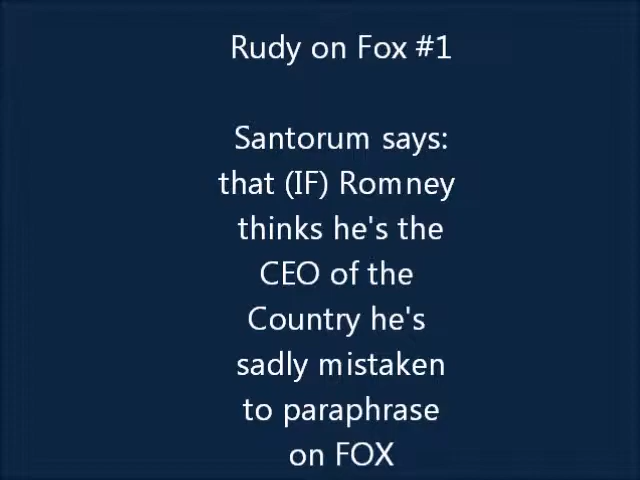 Rudy on Fox #1
Santorum says:
that (IF) Romney
thinks he's the
CEO of the
Country he's
sadly mistaken
to paraphrase
on FOX